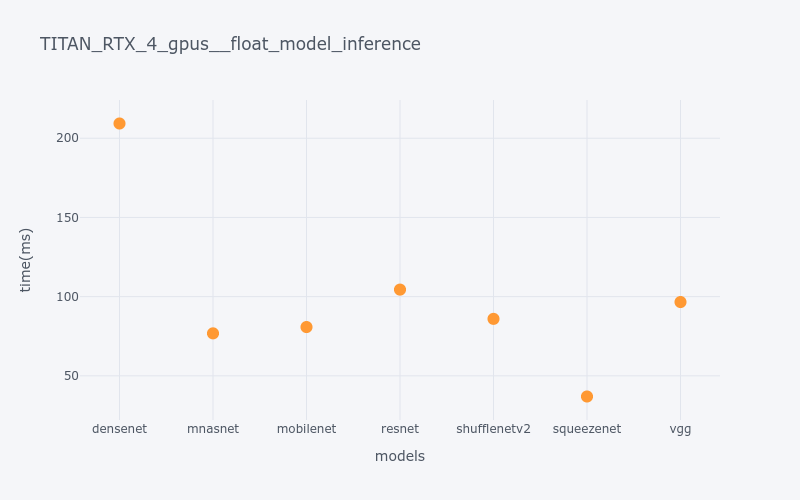 TITAN_RTX_4_gpus__float_model_inference
200
150
100
50
time(ms)
densenet mnasnet mobilenet resnet shufflenetv2 squeezenet vgg
models